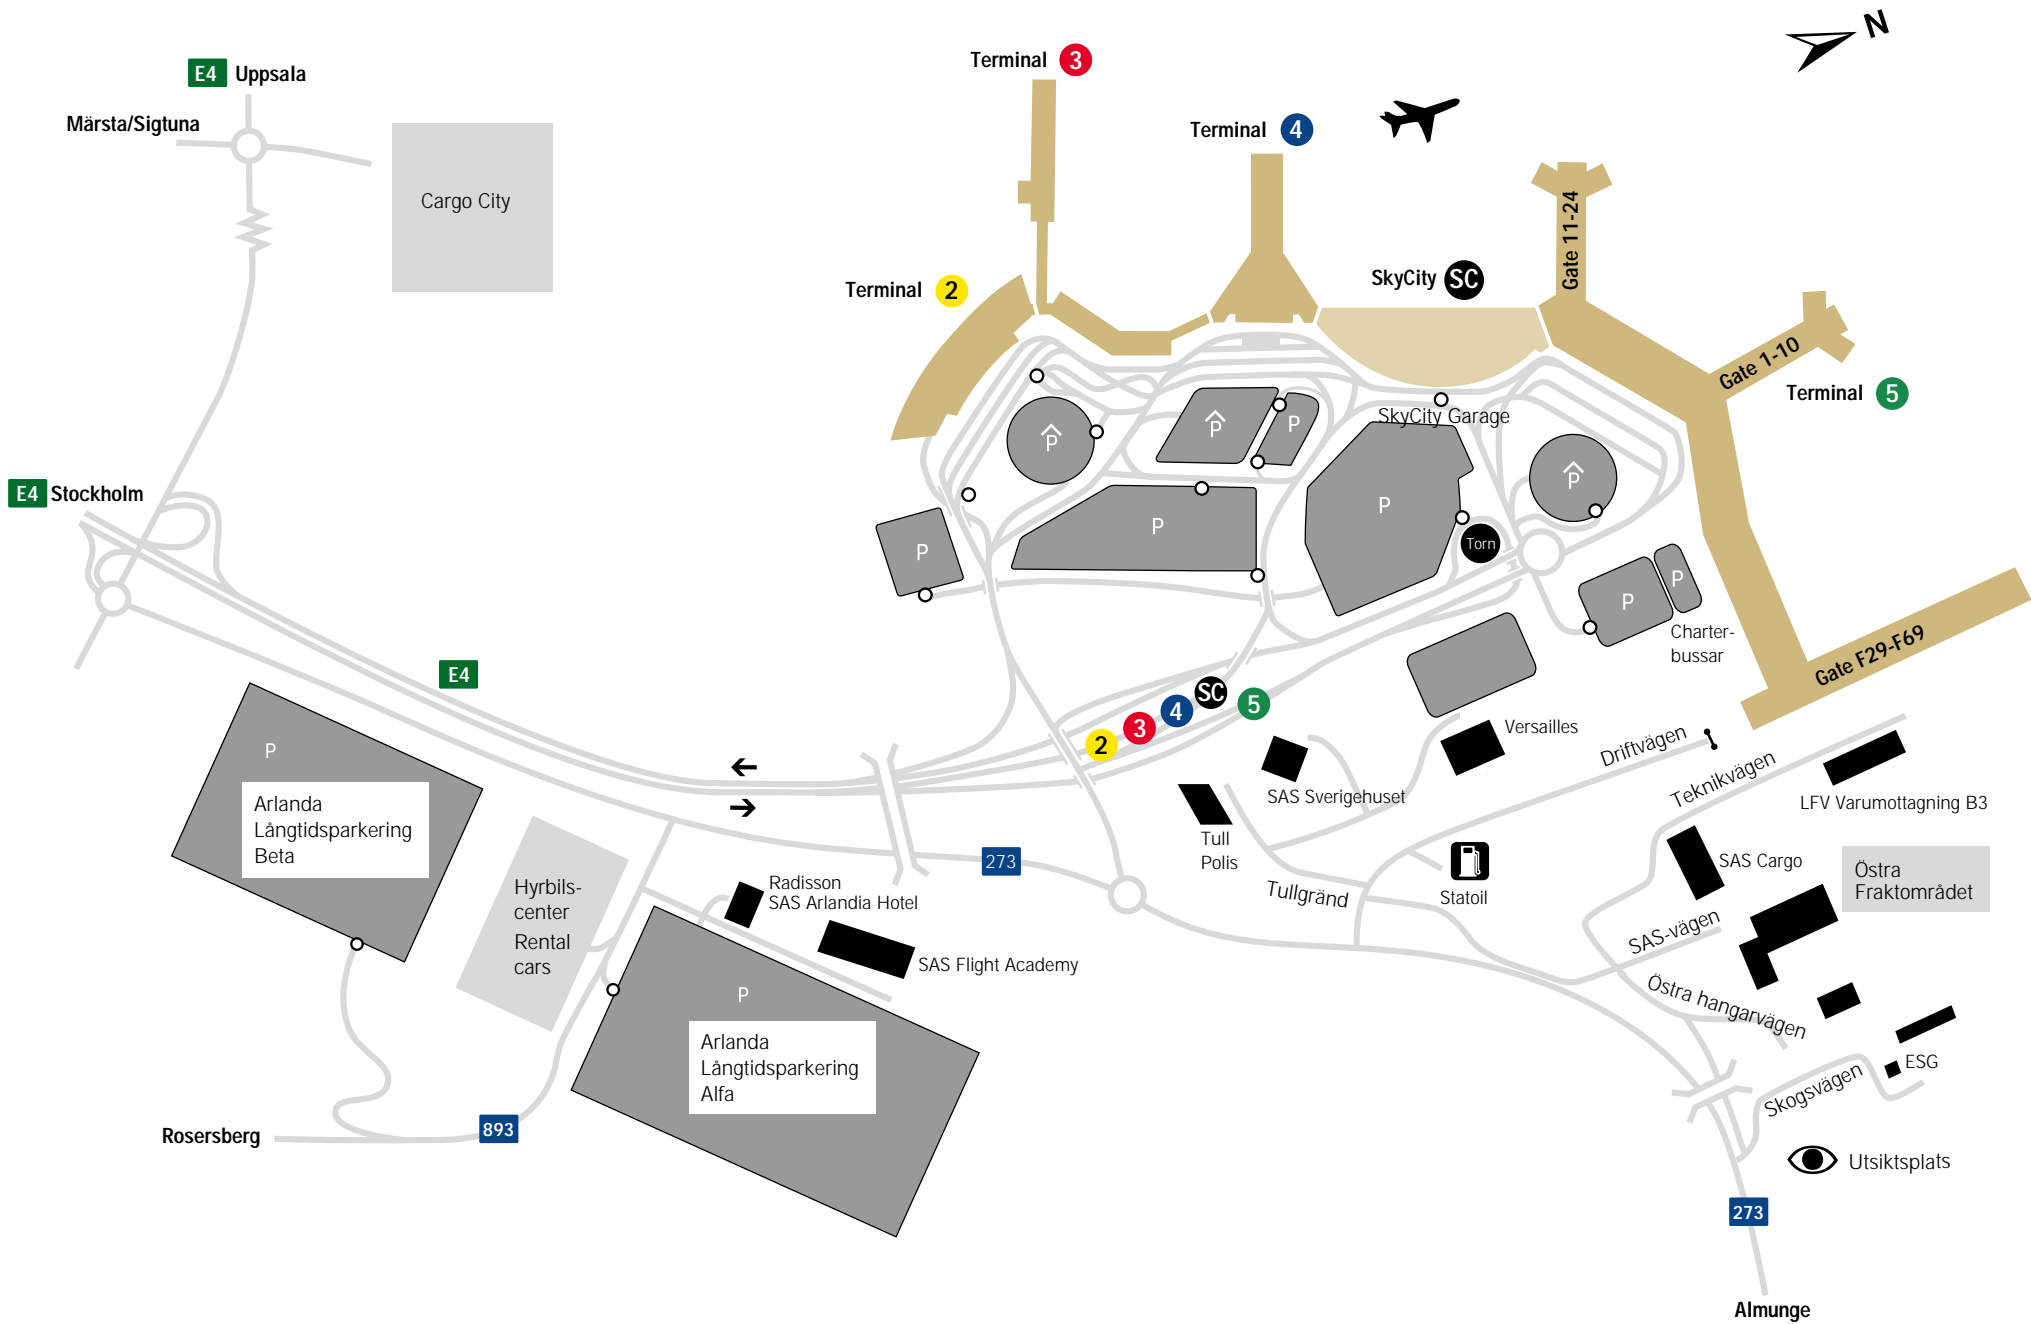 N
Terminal 3
E4 Uppsala
Märsta/Sigtuna
Terminal 4
Cargo City
Gate 11-24
SkyCity SC
Terminal 2
Gate 1-10
Terminal 5
SkyCity Garage
P
P
P
P
P
E4 Stockholm
P
P
Torn
P
P
P
Charter-
bussar
Gate F29-F69
E4
2
3
4
SC
5
Versailles
Driftvägen
Teknikvägen
P
Arlanda
Långtidsparkering
Beta
SAS Sverigehuset
LFV Varumottagning B3
Tull
Polis
273
SAS Cargo
Östra
Fraktområdet
Hyrbils-
center
Rental
cars
Radisson
SAS Arlandia Hotel
Tullgränd
Statoil
SAS-vägen
SAS Flight Academy
P
Östra hangarvägen
Arlanda
Långtidsparkering
Alfa
ESG
Skogsvägen
Rosersberg
893
Utsiktsplats
273
Almunge